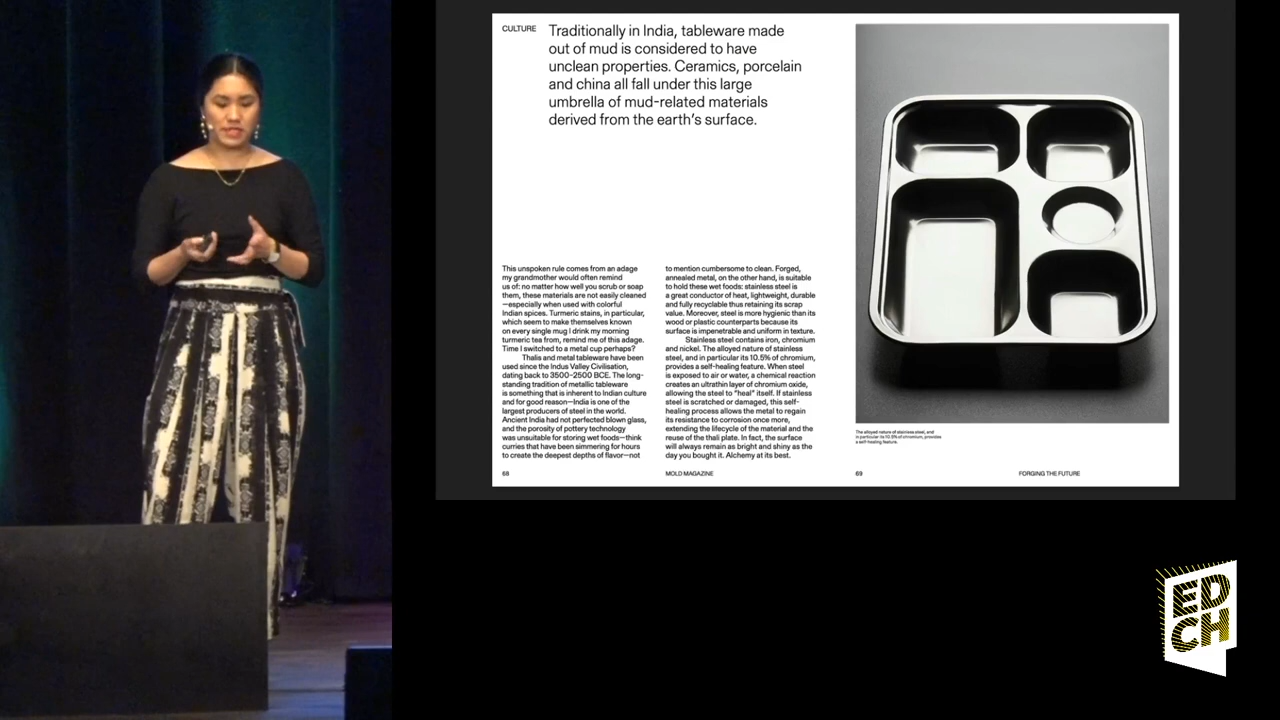 CULTURE
Traditionally in India, tableware made
out of mud is considered to have
unclean properties. Ceramics, porcelain
and china all fall under this large
umbrella of mud-related materials
derived from the earth's surface.
This unspoken rule comes from an adage
my grandmother would often remind
us of: no matter how well you scrub or soap
them, these materials are not easily cleaned
—especially when used with colorful
Indian spices. Turmeric stains, in particular,
which seem to make themselves known
on every single mug I drink my morning
turmeric tea from, remind me of this adage.
Time I switched to a metal cup perhaps?
Thalis and metal tableware have been
used since the Indus Valley Civilisation,
dating back to 3500–2500 BCE. The long-
standing tradition of metallic tableware
is something that is inherent to Indian culture
and for good reason—India is one of the
largest producers of steel in the world.
Ancient India had not perfected blown glass,
and the porosity of pottery technology
was unsuitable for storing wet foods—think
curries that have been simmering for hours
to create the deepest depths of flavor—not
to mention cumbersome to clean. Forged,
annealed metal, on the other hand, is suitable
to hold these wet foods: stainless steel is
a great conductor of heat, lightweight, durable
and fully recyclable thus retaining its scrap
value. Moreover, steel is more hygienic than its
wood or plastic counterparts because its
surface is impenetrable and uniform in texture.
Stainless steel contains iron, chromium
and nickel. The alloyed nature of stainless
steel, and in particular its 10.5% of chromium,
provides a self-healing feature. When steel
is exposed to air or water, a chemical reaction
creates an ultrathin layer of chromium oxide,
allowing the steel to "heal" itself. If stainless
steel is scratched or damaged, this self-
healing process allows the metal to regain
its resistance to corrosion once more,
extending the lifecycle of the material and the
reuse of the thali plate. In fact, the surface
will always remain as bright and shiny as the
day you bought it. Alchemy at its best.
The alloyed nature of stainless steel, and
in particular its 10.5% of chromium, provides
a self-healing feature.
68
MOLD MAGAZINE
69
FORGING THE FUTURE
ED
CH